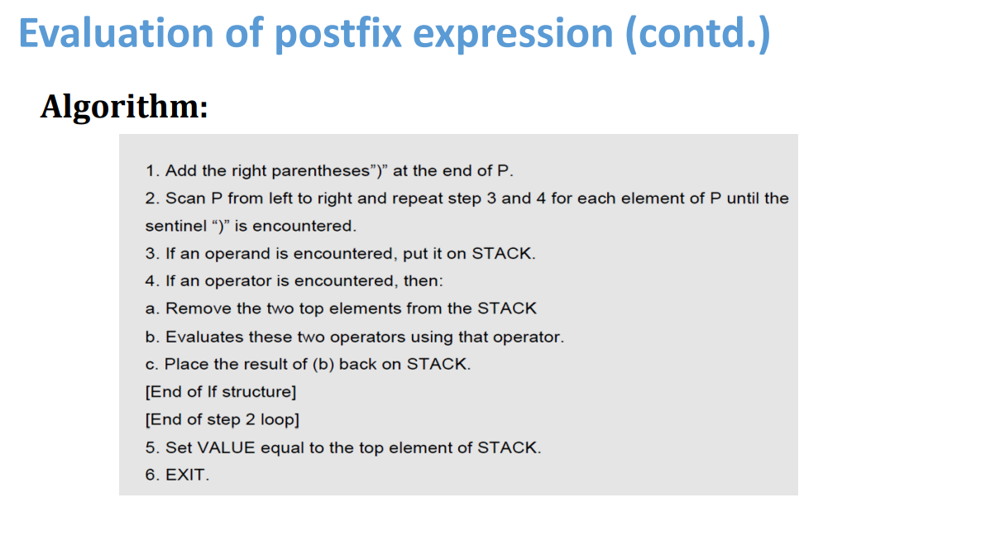 Evaluation of postfix expression (contd.)
Algorithm:
1. Add the right parentheses”)” at the end of P.
2. Scan P from left to right and repeat step 3 and 4 for each element of P until the
sentinel “)” is encountered.
3. If an operand is encountered, put it on STACK.
4. If an operator is encountered, then:
a. Remove the two top elements from the STACK
b. Evaluates these two operators using that operator.
c. Place the result of (b) back on STACK.
[End of If structure]
[End of step 2 loop]
5. Set VALUE equal to the top element of STACK.
6. EXIT.